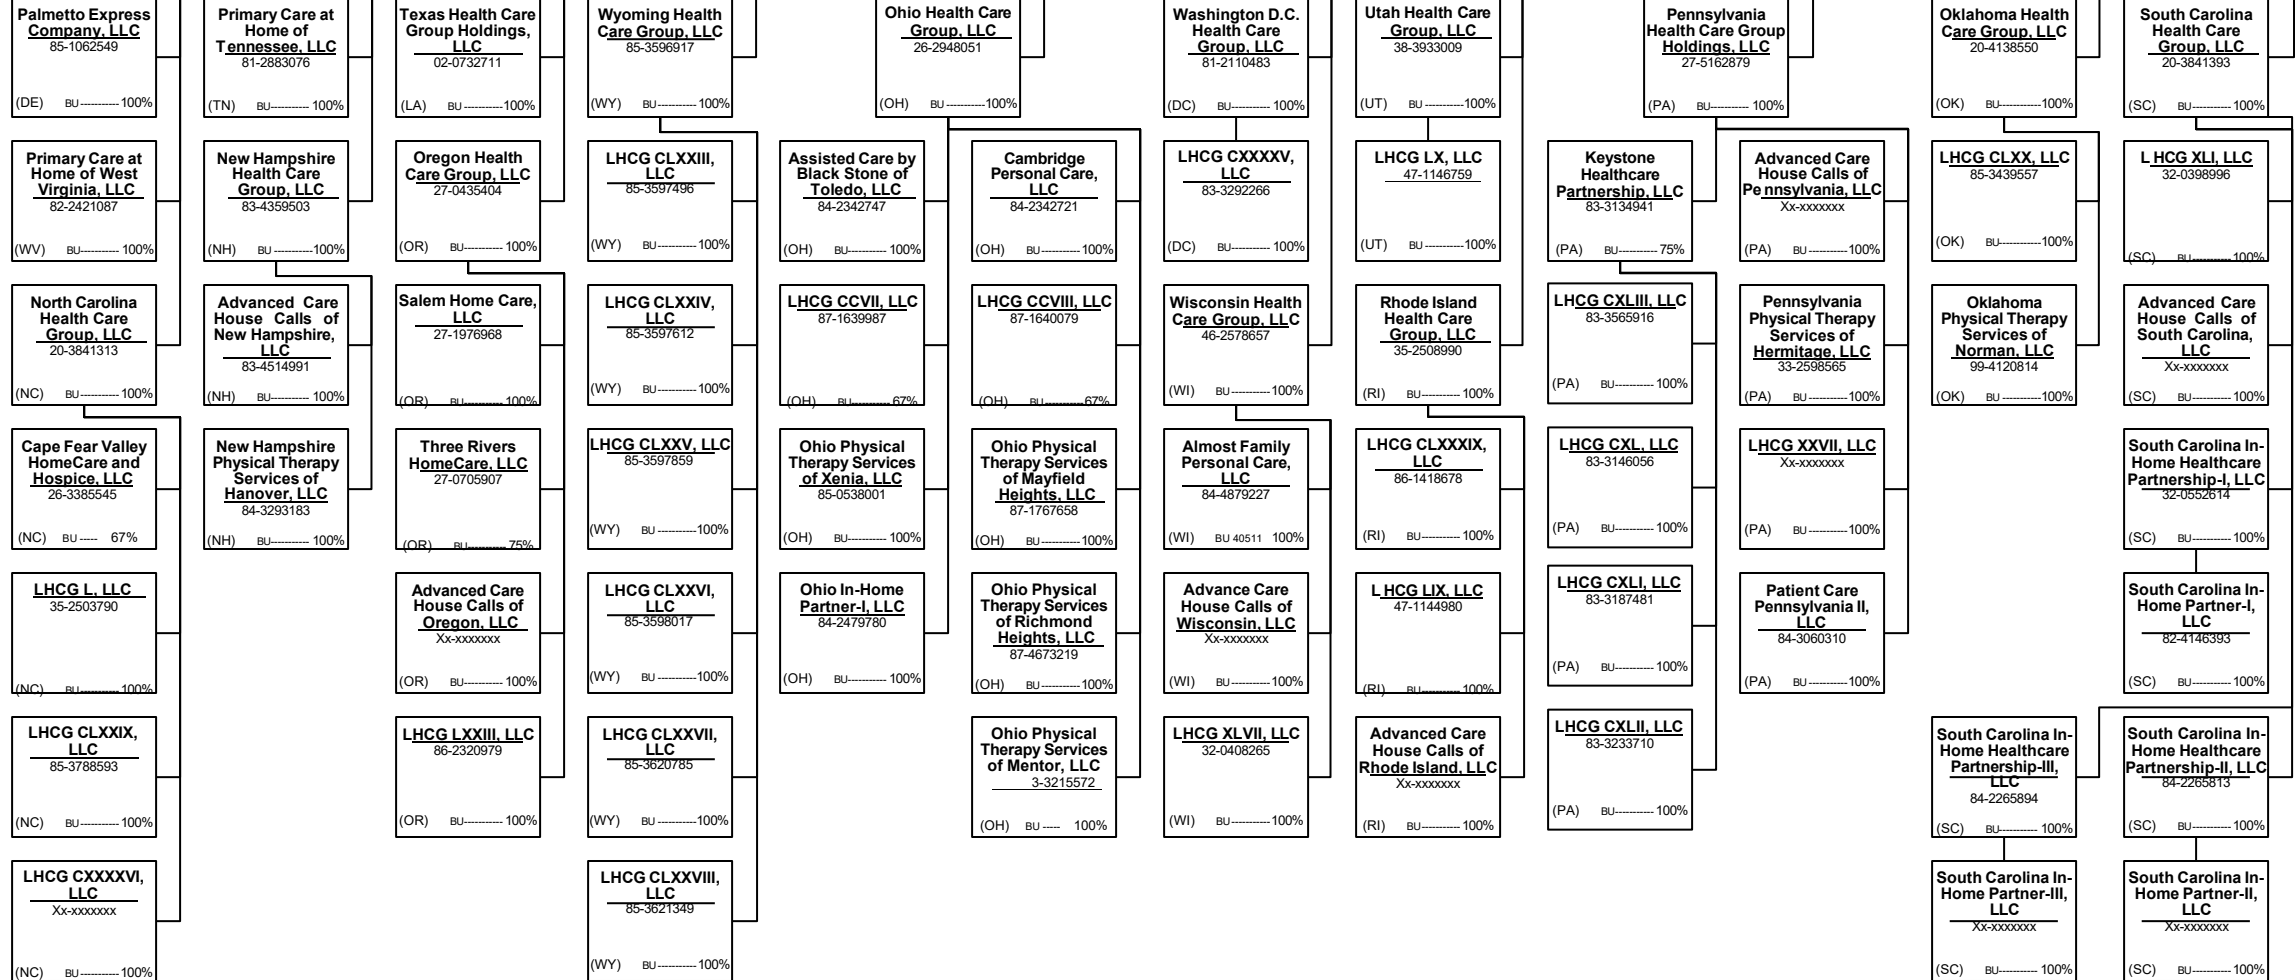 Palmetto Express
Company, LLC
85-1062549
(DE) BU----------- 100%
Primary Care at
Home of
Tennessee, LLC
81-2883076
(TN) BU----------- 100%
Texas Health Care
Group Holdings,
LLC
02-0732711
(LA) BU -----------100%
Wyoming Health
Care Group, LLC
85-3596917
(WY) BU ----------- 100%
Ohio Health Care
Group, LLC
26-2948051
(OH) BU -----------100%
Washington D.C.
Health Care
Group, LLC
81-2110483
(DC) BU----------- 100%
Utah Health Care
Group, LLC
38-3933009
(UT) BU ----------- 100%
Pennsylvania
Health Care Group
Holdings, LLC
27-5162879
(PA) BU----------- 100%
Oklahoma Health
Care Group, LLC
20-4138550
(OK) BU-----------100%
South Carolina
Health Care
Group, LLC
20-3841393
(SC) BU-----------100%
Primary Care at
Home of West
Virginia, LLC
82-2421087
(WV) BU----------- 100%
New Hampshire
Health Care
Group, LLC
83-4359503
(NH) BU -----------100%
Oregon Health
Care Group, LLC
27-0435404
(OR) BU----------- 100%
LHCG CLXXIII,
LLC
85-3597496
(WY) BU----------- 100%
Assisted Care by
Black Stone of
Toledo, LLC
84-2342747
(OH) BU----------- 100%
Cambridge
Personal Care,
LLC
84-2342721
(OH) BU-----------100%
LHCG CXXXXV,
LLC
83-3292266
(DC) BU----------- 100%
LHCG LX, LLC
47-1146759
(UT) BU----------- 100%
Keystone
Healthcare
Partnership, LLC
83-3134941
(PA) BU----------- 75%
Advanced Care
House Calls of
Pennsylvania, LLC
Xx-xxxxxxx
(PA) BU-----------100%
LHCG CLXX, LLC
85-3439557
(OK) BU-----------100%
LHCG XLI, LLC
32-0398996
(SC) BU-----------100%
North Carolina
Health Care
Group, LLC
20-3841313
(NC) BU----------- 100%
Advanced Care
House Calls of
New Hampshire,
LLC
83-4514991
(NH) BU----------- 100%
Salem Home Care,
LLC
27-1976968
(OR) BU----------- 100%
LHCG CLXXIV,
LLC
85-3597612
(WY) BU----------- 100%
LHCG CCVII, LLC
87-1639987
(OH) BU----------- 67%
LHCG CCVIII, LLC
87-1640079
(OH) BU----------- 67%
Wisconsin Health
Care Group, LLC
46-2578657
(WI) BU----------- 100%
Rhode Island
Health Care
Group, LLC
35-2508990
(RI) BU----------- 100%
LHCG CXLIII, LLC
83-3565916
(PA) BU-----------100%
Pennsylvania
Physical Therapy
Services of
Hermitage, LLC
33-2598565
(PA) BU-----------100%
Oklahoma
Physical Therapy
Services of
Norman, LLC
99-4120814
(OK) BU-----------100%
Advanced Care
House Calls of
South Carolina,
LLC
Xx-xxxxxxx
(SC) BU-----------100%
Cape Fear Valley
HomeCare and
Hospice, LLC
26-3385545
(NC) BU ----- 67%
New Hampshire
Physical Therapy
Services of
Hanover, LLC
84-3293183
(NH) BU----------- 100%
Three Rivers
HomeCare, LLC
27-0705907
(OR) BU----------- 75%
LHCG CLXXV, LLC
85-3597859
(WY) BU -----------100%
Ohio Physical
Therapy Services
of Xenia, LLC
85-0538001
(OH) BU----------- 100%
Ohio Physical
Therapy Services
of Mayfield
Heights, LLC
87-1767658
(OH) BU-----------100%
Almost Family
Personal Care,
LLC
84-4879227
(WI) BU 40511 100%
LHCG CLXXXIX,
LLC
86-1418678
(RI) BU----------- 100%
LHCG CXL, LLC
83-3146056
(PA) BU-----------100%
LHCG XXVII, LLC
Xx-xxxxxxx
(PA) BU-----------100%
South Carolina In-
Home Healthcare
Partnership-I, LLC
32-0552614
(SC) BU-----------100%
LHCG L, LLC
35-2503790
(NC) BU----------- 100%
Advanced Care
House Calls of
Oregon, LLC
Xx-xxxxxxx
(OR) BU----------- 100%
LHCG CLXXVI,
LLC
85-3598017
(WY) BU -----------100%
Ohio In-Home
Partner-I, LLC
84-2479780
(OH) BU----------- 100%
Ohio Physical
Therapy Services
of Richmond
Heights, LLC
87-4673219
(OH) BU-----------100%
Advance Care
House Calls of
Wisconsin, LLC
Xx-xxxxxxx
(WI) BU-----------100%
LHCG LIX, LLC
47-1144980
(RI) BU----------- 100%
LHCG CXLI, LLC
83-3187481
(PA) BU----------- 100%
Patient Care
Pennsylvania II,
LLC
84-3060310
(PA) BU -----------100%
South Carolina In-
Home Partner-I,
LLC
82-4146393
(SC) BU-----------100%
LHCG CLXXIX,
LLC
85-3788593
(NC) BU----------- 100%
LHCG LXXIII, LLC
86-2320979
(OR) BU----------- 100%
LHCG CLXXVII,
LLC
85-3620785
(WY) BU -----------100%
Ohio Physical
Therapy Services
of Mentor, LLC
3-3215572
(OH) BU ----- 100%
LHCG XLVII, LLC
32-0408265
(WI) BU-----------100%
Advanced Care
House Calls of
Rhode Island, LLC
Xx-xxxxxxx
(RI) BU----------- 100%
LHCG CXLII, LLC
83-3233710
(PA) BU----------- 100%
South Carolina In-
Home Healthcare
Partnership-III,
LLC
84-2265894
(SC) BU----------- 100%
South Carolina In-
Home Healthcare
Partnership-II, LLC
84-2265813
(SC) BU-----------100%
LHCG CXXXXVI,
LLC
Xx-xxxxxxx
(NC) BU----------- 100%
LHCG CLXXVIII,
LLC
85-3621349
(WY) BU-----------100%
South Carolina In-
Home Partner-III,
LLC
Xx-xxxxxxx
(SC) BU-----------100%
South Carolina In-
Home Partner-II,
LLC
Xx-xxxxxxx
(SC) BU-----------100%